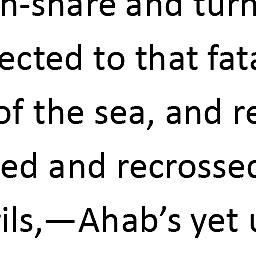 n-share and turn
ected to that fata
of the sea, and re
ed and recrossed
ils,—Ahab’s yet u